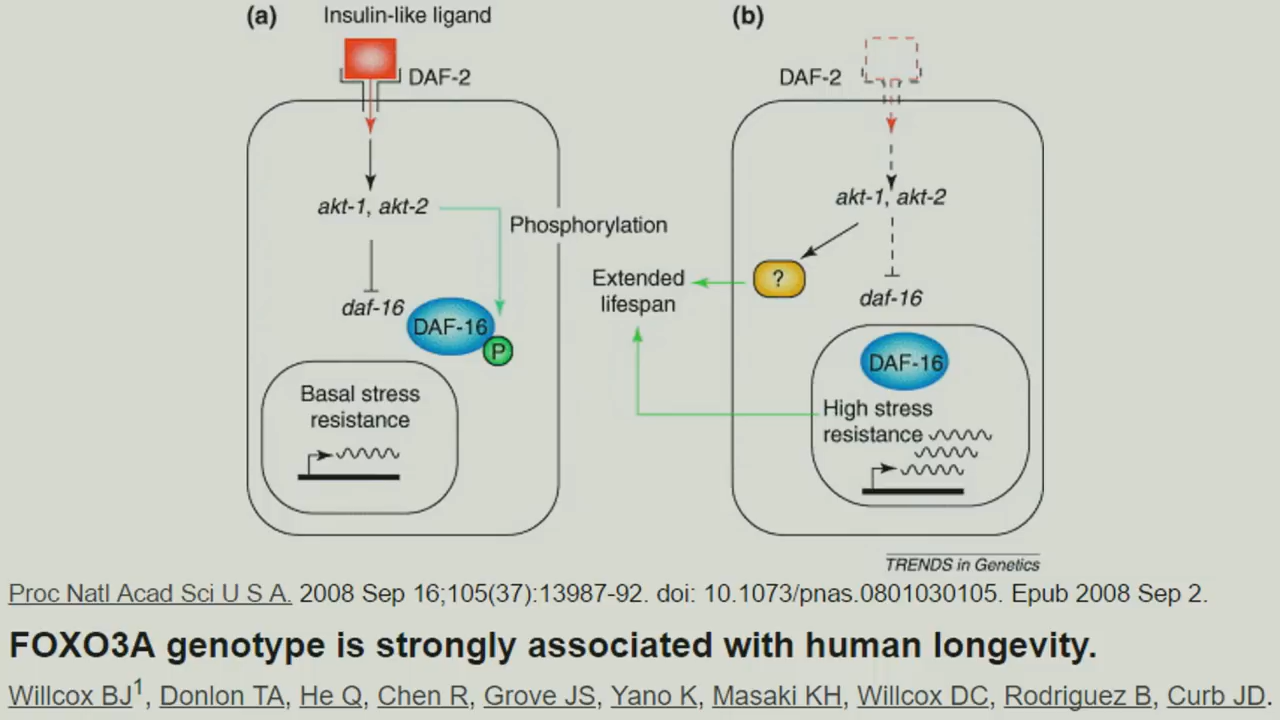 (a) Insulin-like ligand
DAF-2
akt-1, akt-2
Phosphorylation
daf-16
DAF-16
P
Basal stress
resistance
(b)
DAF-2
akt-1, akt-2
?
Extended
lifespan
daf-16
DAF-16
High stress
resistance
TRENDS in Genetics
Proc Natl Acad Sci U S A. 2008 Sep 16;105(37):13987-92. doi: 10.1073/pnas.0801030105. Epub 2008 Sep 2.
FOXO3A genotype is strongly associated with human longevity.
Willcox BJ1, Donlon TA, He Q, Chen R, Grove JS, Yano K, Masaki KH, Willcox DC, Rodriguez B, Curb JD.